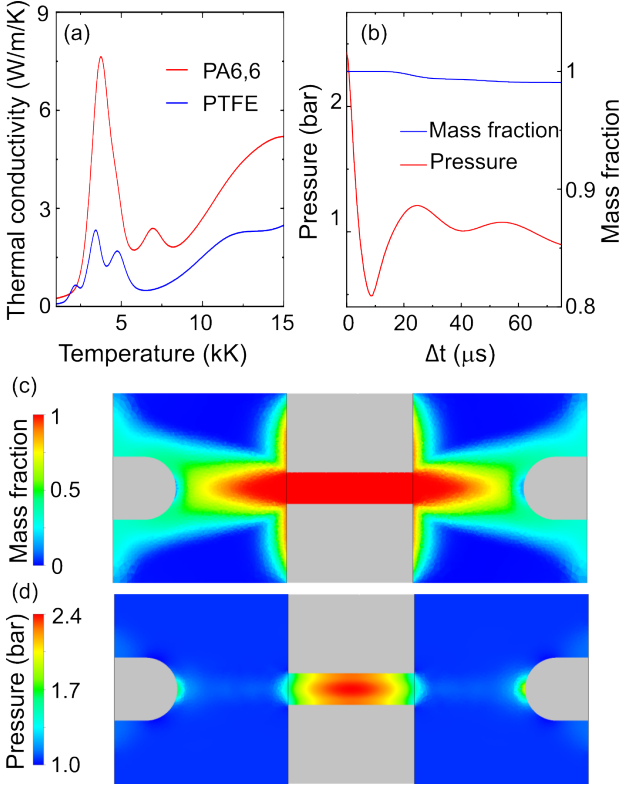 (a)
Thermal conductivity (W/m/K)
9
6
3
0
PA6,6
PTFE
5
10
15
Temperature (kK)
(b)
Pressure (bar)
2
1
Mass fraction
Pressure
1
0.9
0.8
Mass fraction
0
20
40
60
Δt (μs)
(c)
Mass fraction
1
0.5
0
(d)
Pressure (bar)
2.4
1.7
1.0